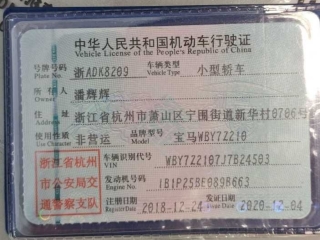 中华人民共和国机动车行驶证
Vehicle License of the People's Republic of China
号牌号码 浙ADK8209 车辆类型 小型轿车
Plate No. Vehicle Type
所有人 潘辉辉
Owner
住址 浙江省杭州市萧山区宁围街道新华村0706号
Address
使用性质 非营运 品牌型号 宝马WBY7Z210
Use Character Model
浙江省杭州 车辆识别代号 WBY7Z2107J7B24503
VIN
市公安局交 发动机号码 IB1P25BE089B663
Engine No.
通警察支队 注册日期 2018-12-24 发证日期 2020-12-04
Register Date Issue Date